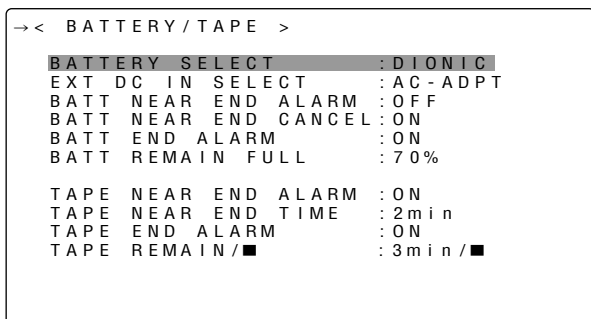 →< BATTERY/TAPE >
BATTERY SELECT :DIONIC
EXT DC IN SELECT :AC-ADPT
BATT NEAR END ALARM :OFF
BATT NEAR END CANCEL:ON
BATT END ALARM :ON
BATT REMAIN FULL :70%
TAPE NEAR END ALARM :ON
TAPE NEAR END TIME :2min
TAPE END ALARM :ON
TAPE REMAIN/■ :3min/■